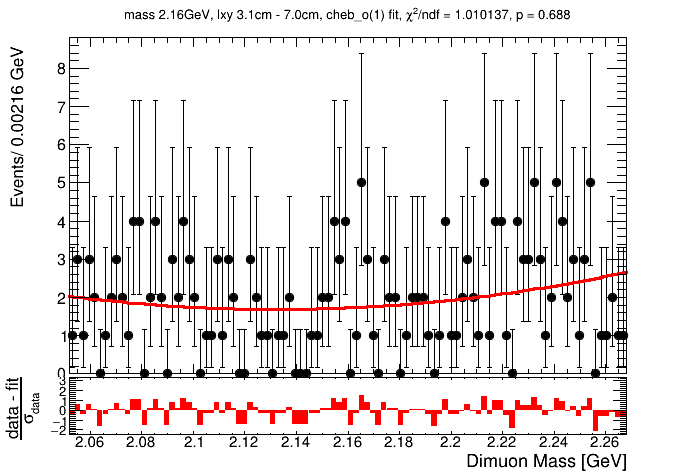 mass 2.16GeV, lxy 3.1cm - 7.0cm, cheb_o(1) fit, χ²/ndf = 1.010137, p = 0.688
Events/ 0.00216 GeV
8
7
6
5
4
3
2
1
0
data - fit
σdata
3
2
1
0
−1
−2
2.06 2.08 2.1 2.12 2.14 2.16 2.18 2.2 2.22 2.24 2.26
Dimuon Mass [GeV]